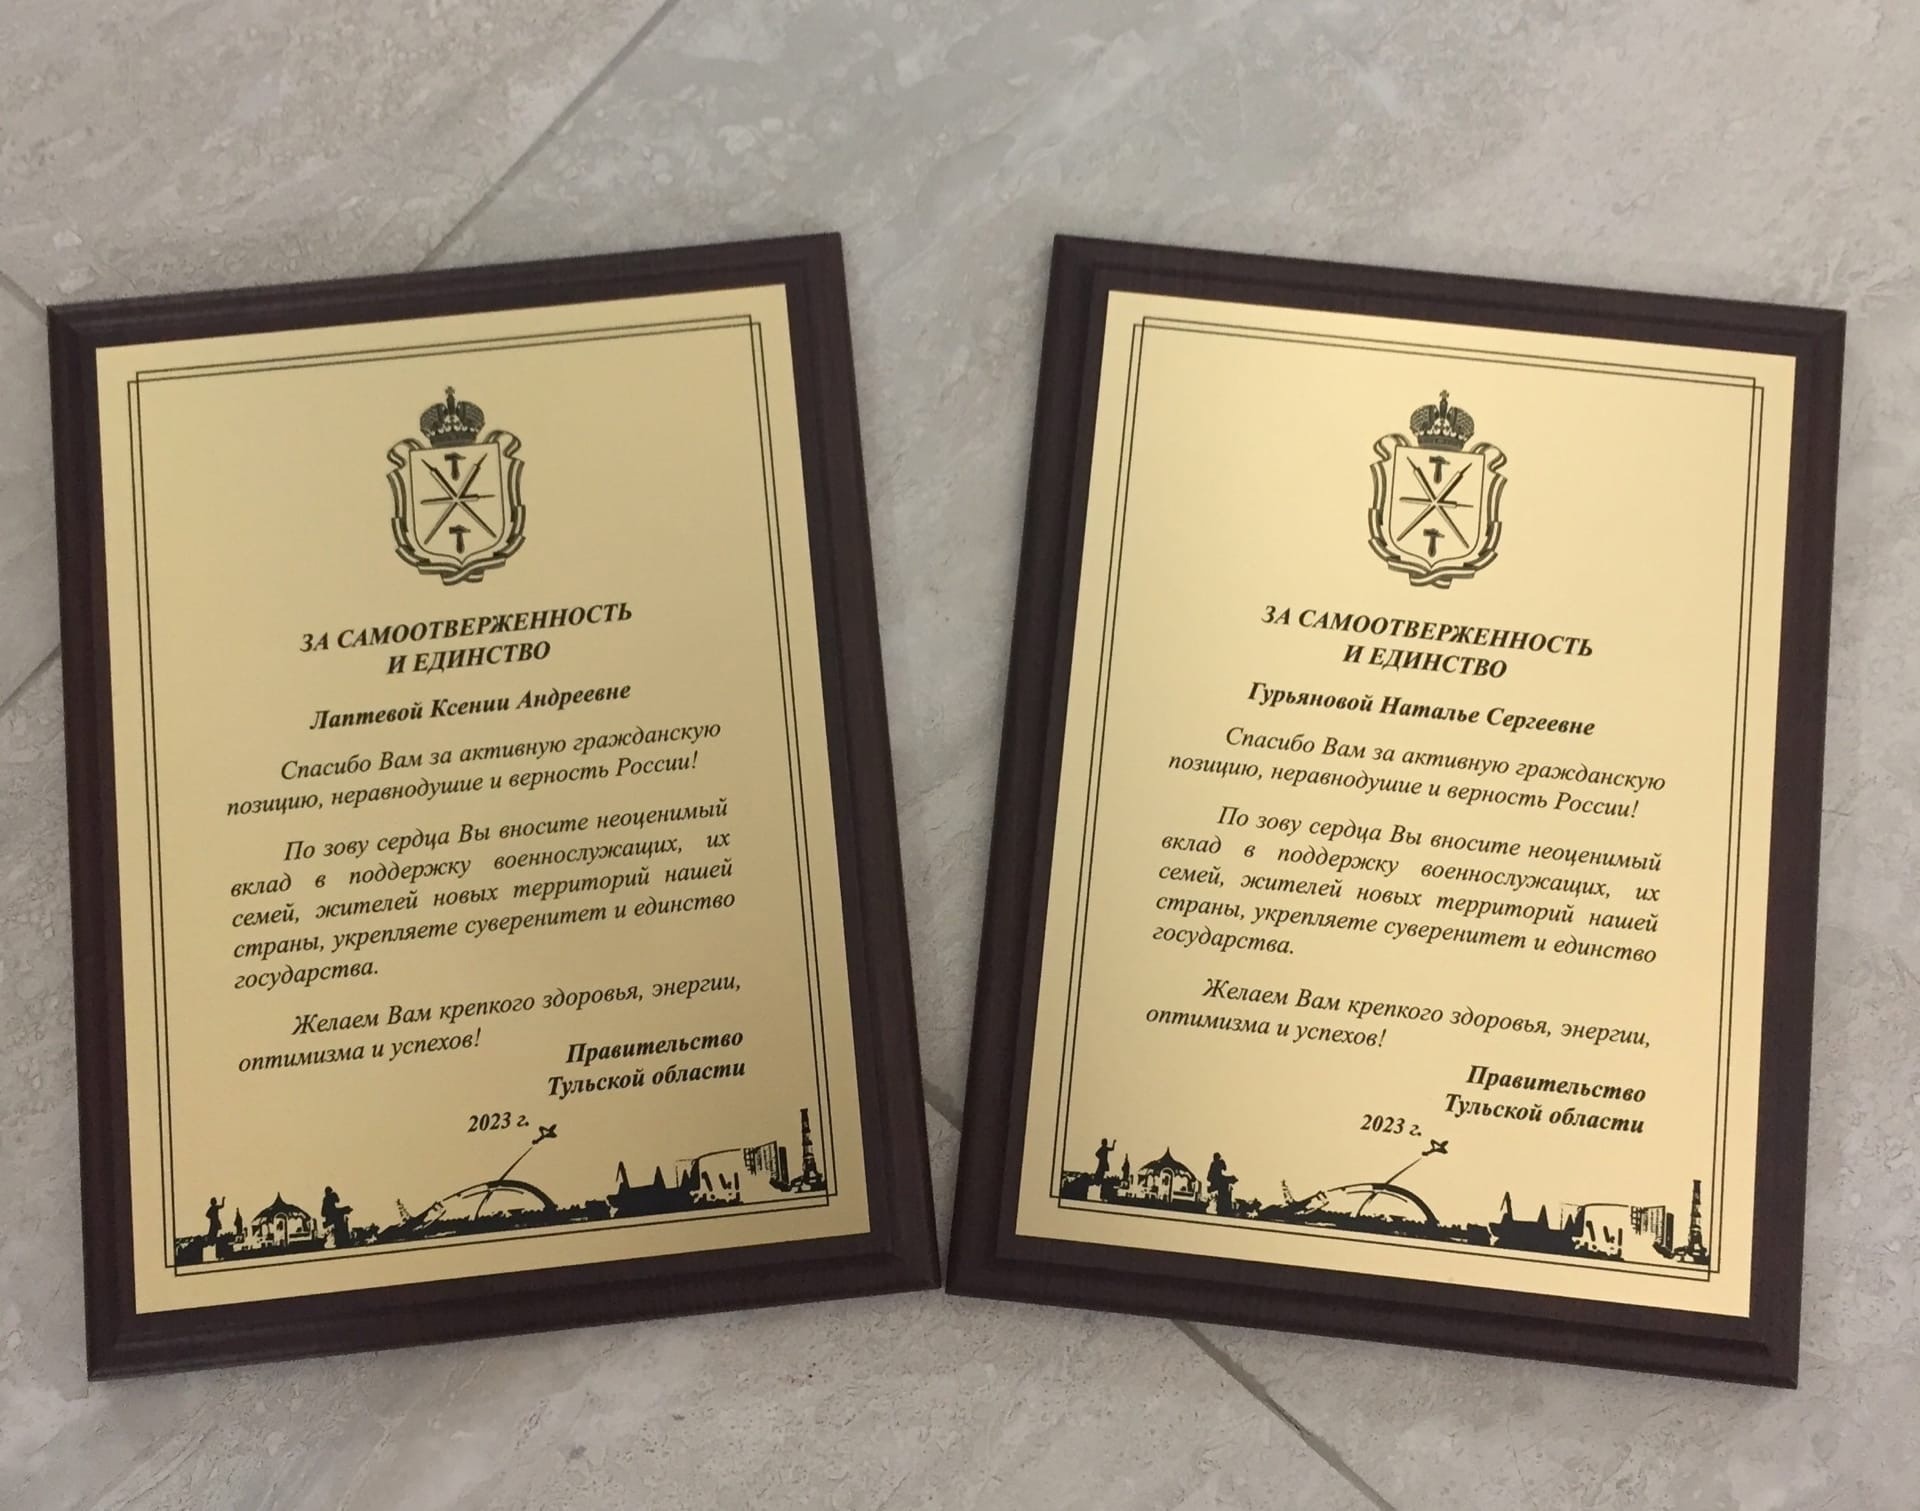 ЗА САМООТВЕРЖЕННОСТЬ
И ЕДИНСТВО
Лаптевой Ксении Андреевне
Спасибо Вам за активную гражданскую
позицию, неравнодушие и верность России!
По зову сердца Вы вносите неоценимый
вклад в поддержку военнослужащих, их
семей, жителей новых территорий нашей
страны, укрепляете суверенитет и единство
государства.
Желаем Вам крепкого здоровья, энергии,
оптимизма и успехов!
Правительство
Тульской области
2023 г.
ЗА САМООТВЕРЖЕННОСТЬ
И ЕДИНСТВО
Гурьяновой Наталье Сергеевне
Спасибо Вам за активную гражданскую
позицию, неравнодушие и верность России!
По зову сердца Вы вносите неоценимый
вклад в поддержку военнослужащих, их
семей, жителей новых территорий нашей
страны, укрепляете суверенитет и единство
государства.
Желаем Вам крепкого здоровья, энергии,
оптимизма и успехов!
Правительство
Тульской области
2023 г.